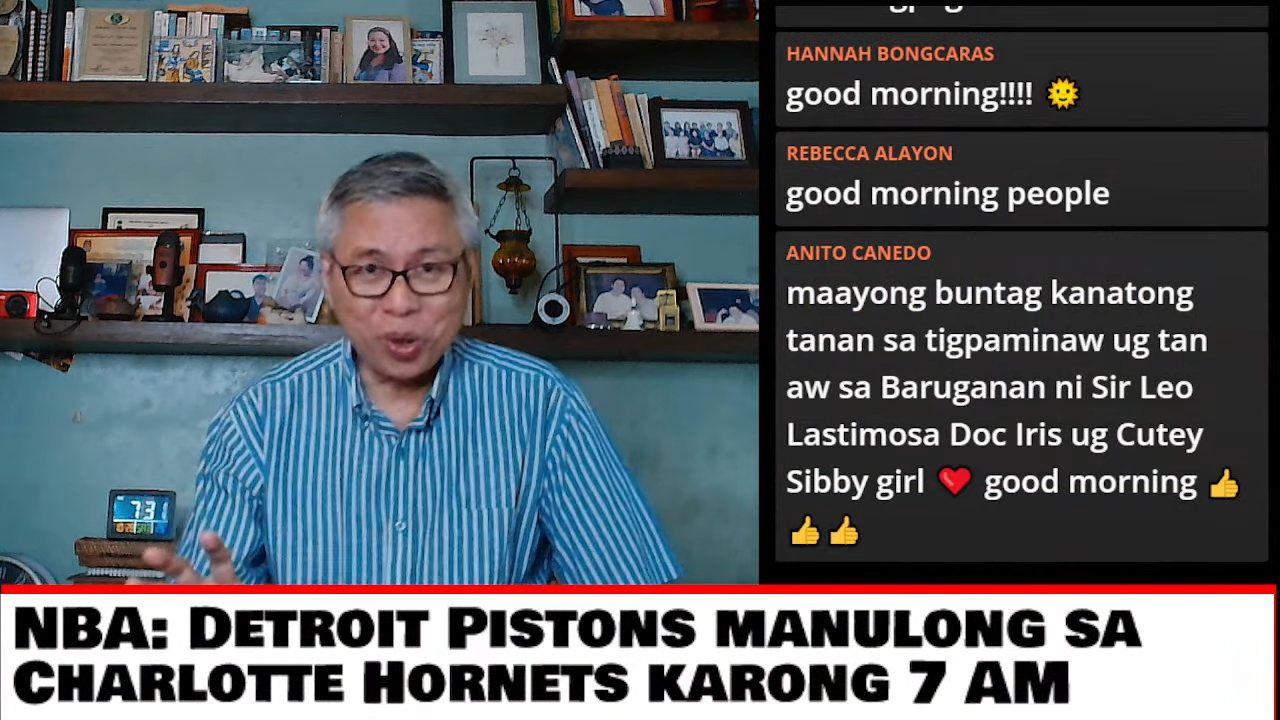 HANNAH BONGCARAS
good morning!!!! 🌞
REBECCA ALAYON
good morning people
ANITO CANEDO
maayong buntag kanatong
tanan sa tigpaminaw ug tan
aw sa Baruganan ni Sir Leo
Lastimosa Doc Iris ug Cutey
Sibby girl ❤️ good morning 👍
👍👍
7:31
NBA: DETROIT PISTONS MANULONG SA
CHARLOTTE HORNETS KARONG 7 AM